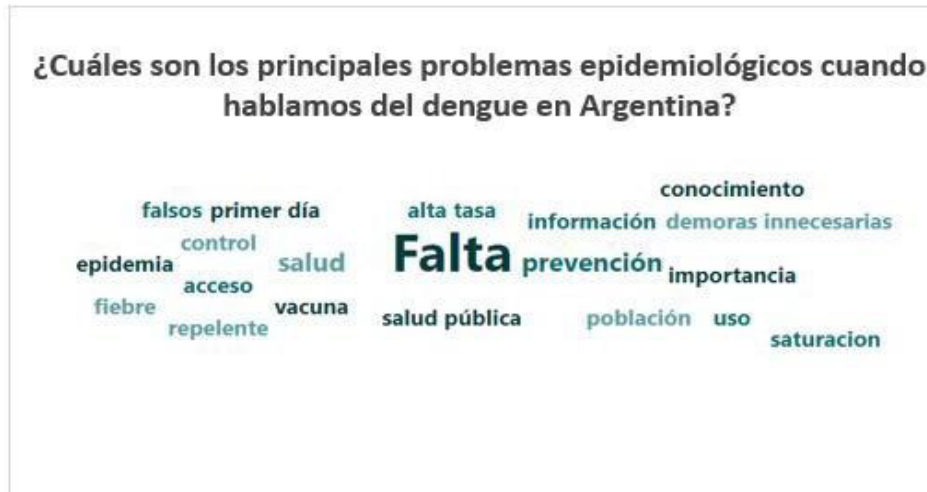 ¿Cuáles son los principales problemas epidemiológicos cuando
hablamos del dengue en Argentina?
conocimiento
falsos primer día alta tasa información demoras innecesarias
control
epidemia salud Falta prevención importancia
acceso
fiebre vacuna salud pública población uso
repelente
saturacion